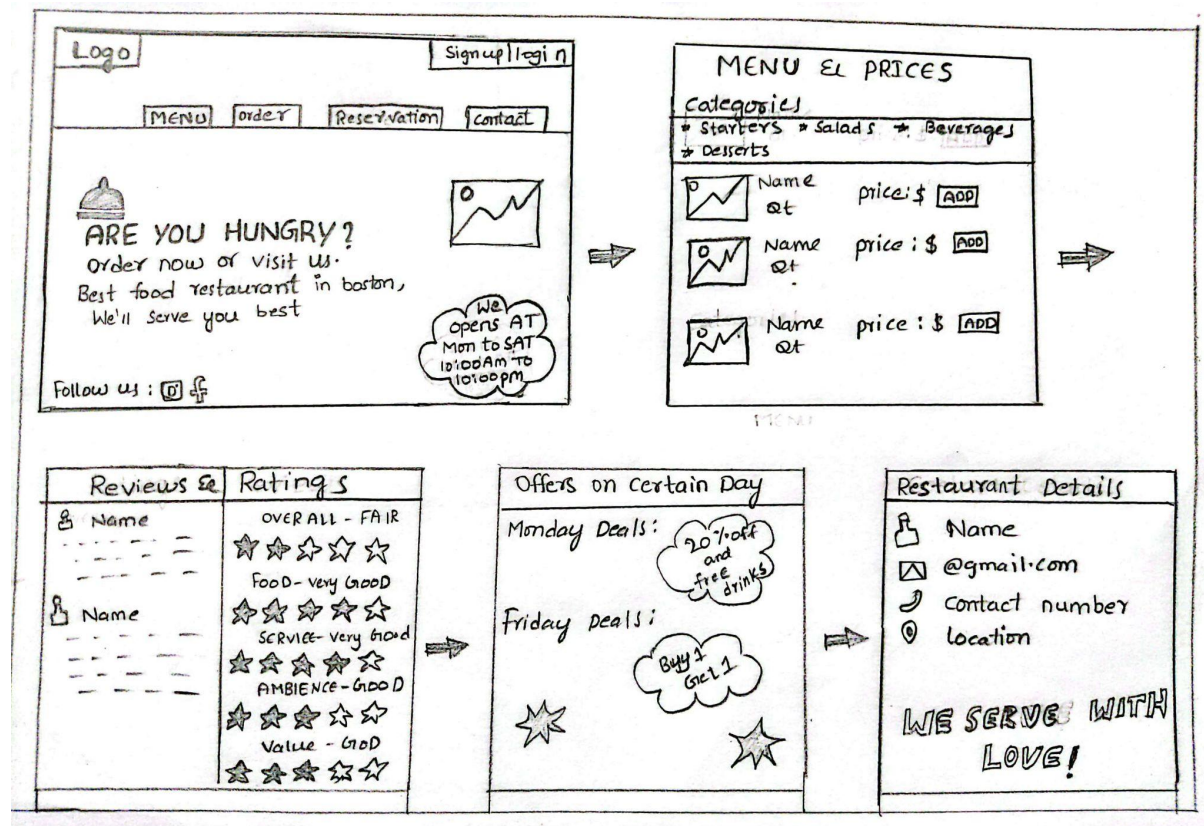 Logo
Sign up|login
MENU order Reservation contact
ARE YOU HUNGRY?
Order now or visit us.
Best food restaurant in boston,
We'll serve you best
We
opens AT
Mon to SAT
10:00Am To
10:00pm
Follow us :
MENU & PRICES
Categories
* Starters * Salads * Beverages
* Desserts
Name price:$ ADD
Qt
Name price : $ ADD
Qt
Name price : $ ADD
Qt
MENU
Reviews & Ratings
Name
Name
OVERALL - FAIR
FOOD - Very GOOD
SERVICE - Very Good
AMBIENCE - GOOD
Value - GOD
Offers on Certain Day
Monday Deals:
20% off
and
free
drinks
Friday Deals:
Buy 1
Get 1
Restaurant Details
Name
@gmail.com
Contact number
location
WE SERVE WITH
LOVE!